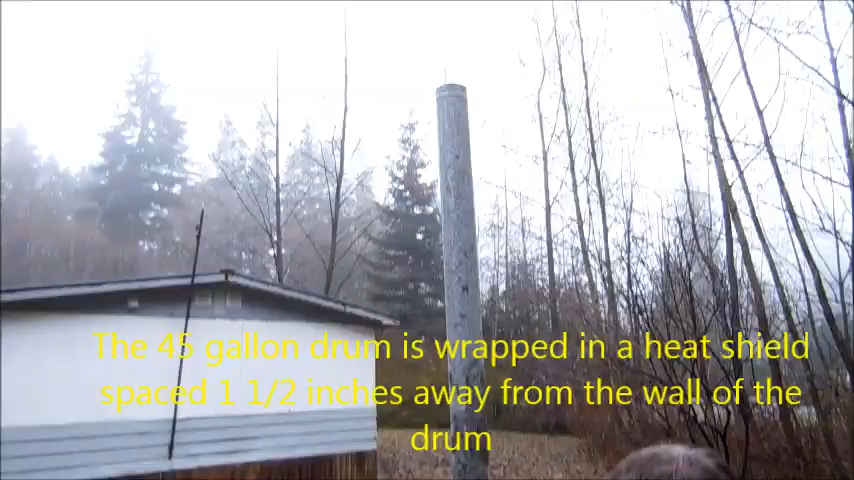 The 45 gallon drum is wrapped in a heat shield
spaced 1 1/2 inches away from the wall of the
drum